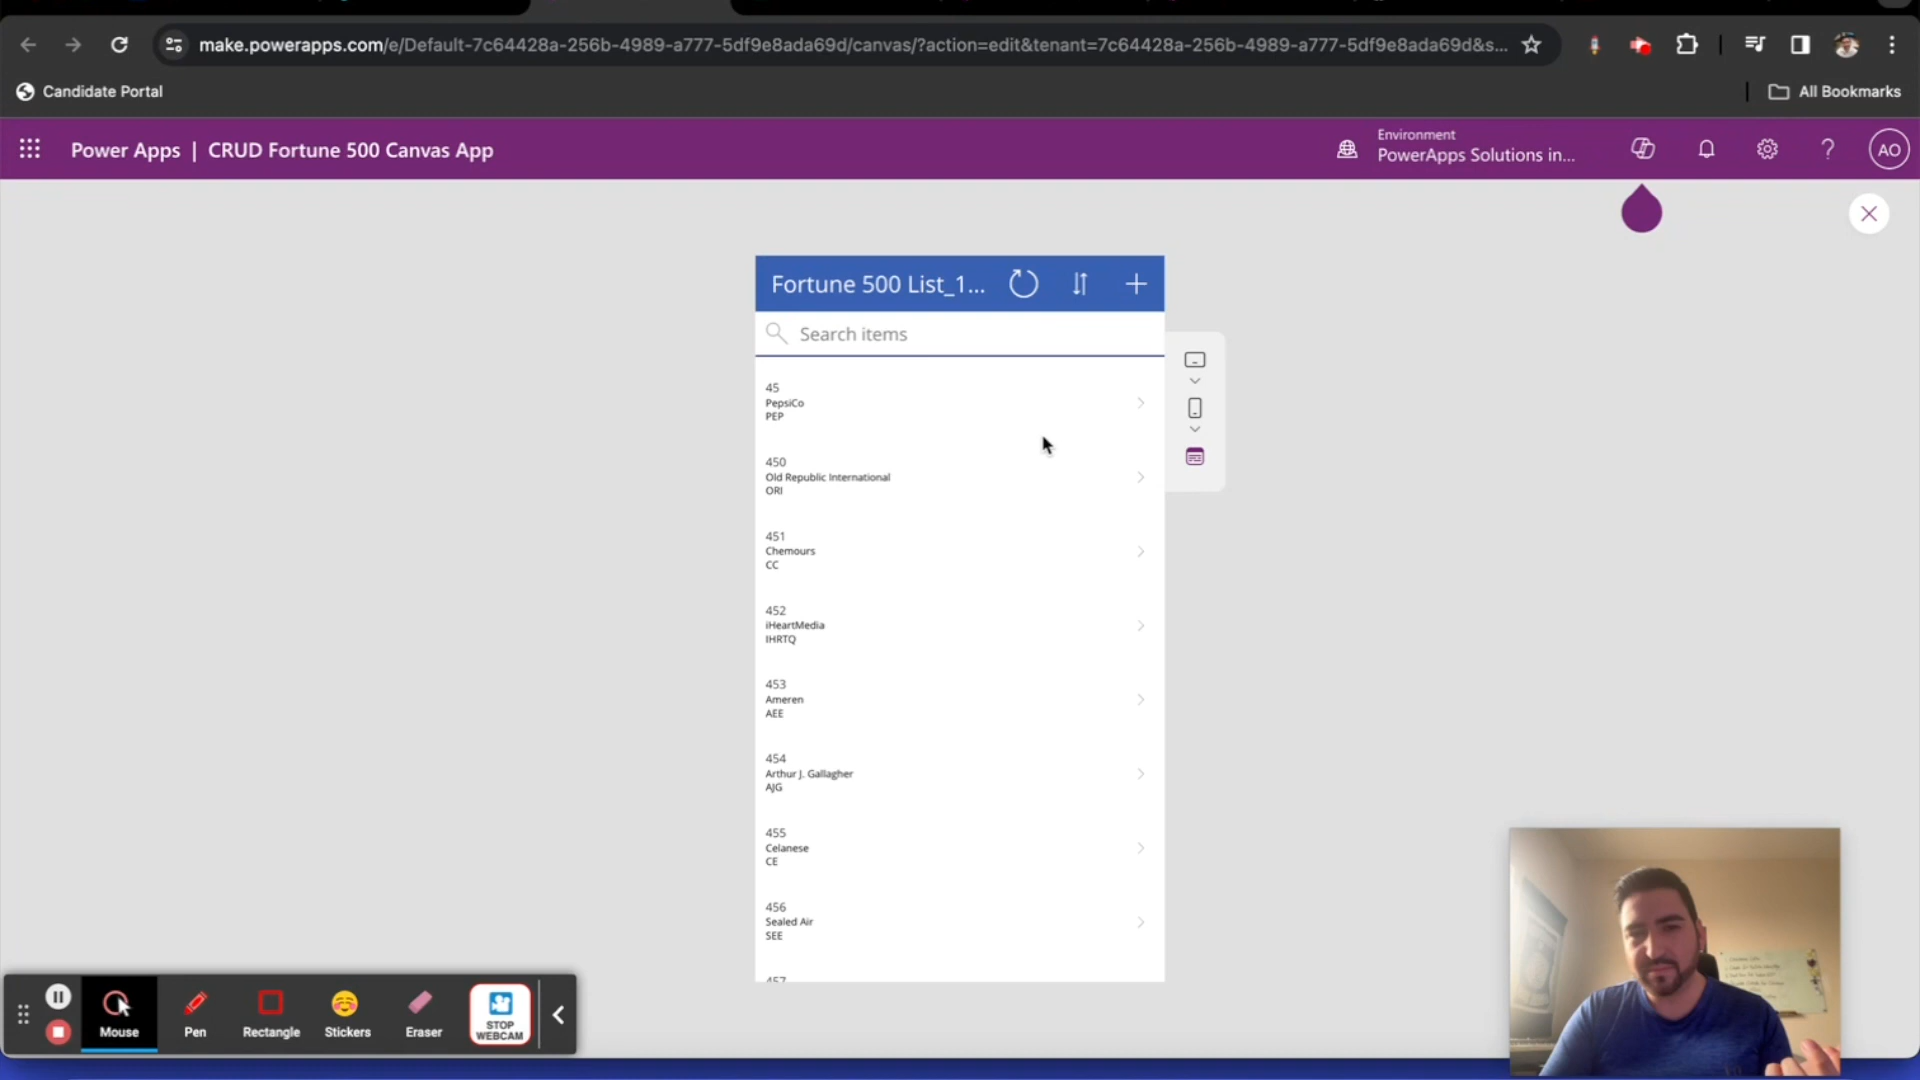 make.powerapps.com/e/Default-7c64428a-256b-4989-a777-5df9e8ada69d/canvas/?action=edit&tenant=7c64428a-256b-4989-a777-5df9e8ada69d&s...
Candidate Portal
All Bookmarks
Power Apps | CRUD Fortune 500 Canvas App
Environment
PowerApps Solutions in...
AO
Fortune 500 List_1...
Search items
45
PepsiCo
PEP
450
Old Republic International
ORI
451
Chemours
CC
452
iHeartMedia
IHRTQ
453
Ameren
AEE
454
Arthur J. Gallagher
AJG
455
Celanese
CE
456
Sealed Air
SEE
457
Mouse
Pen
Rectangle
Stickers
Eraser
STOP
WEBCAM